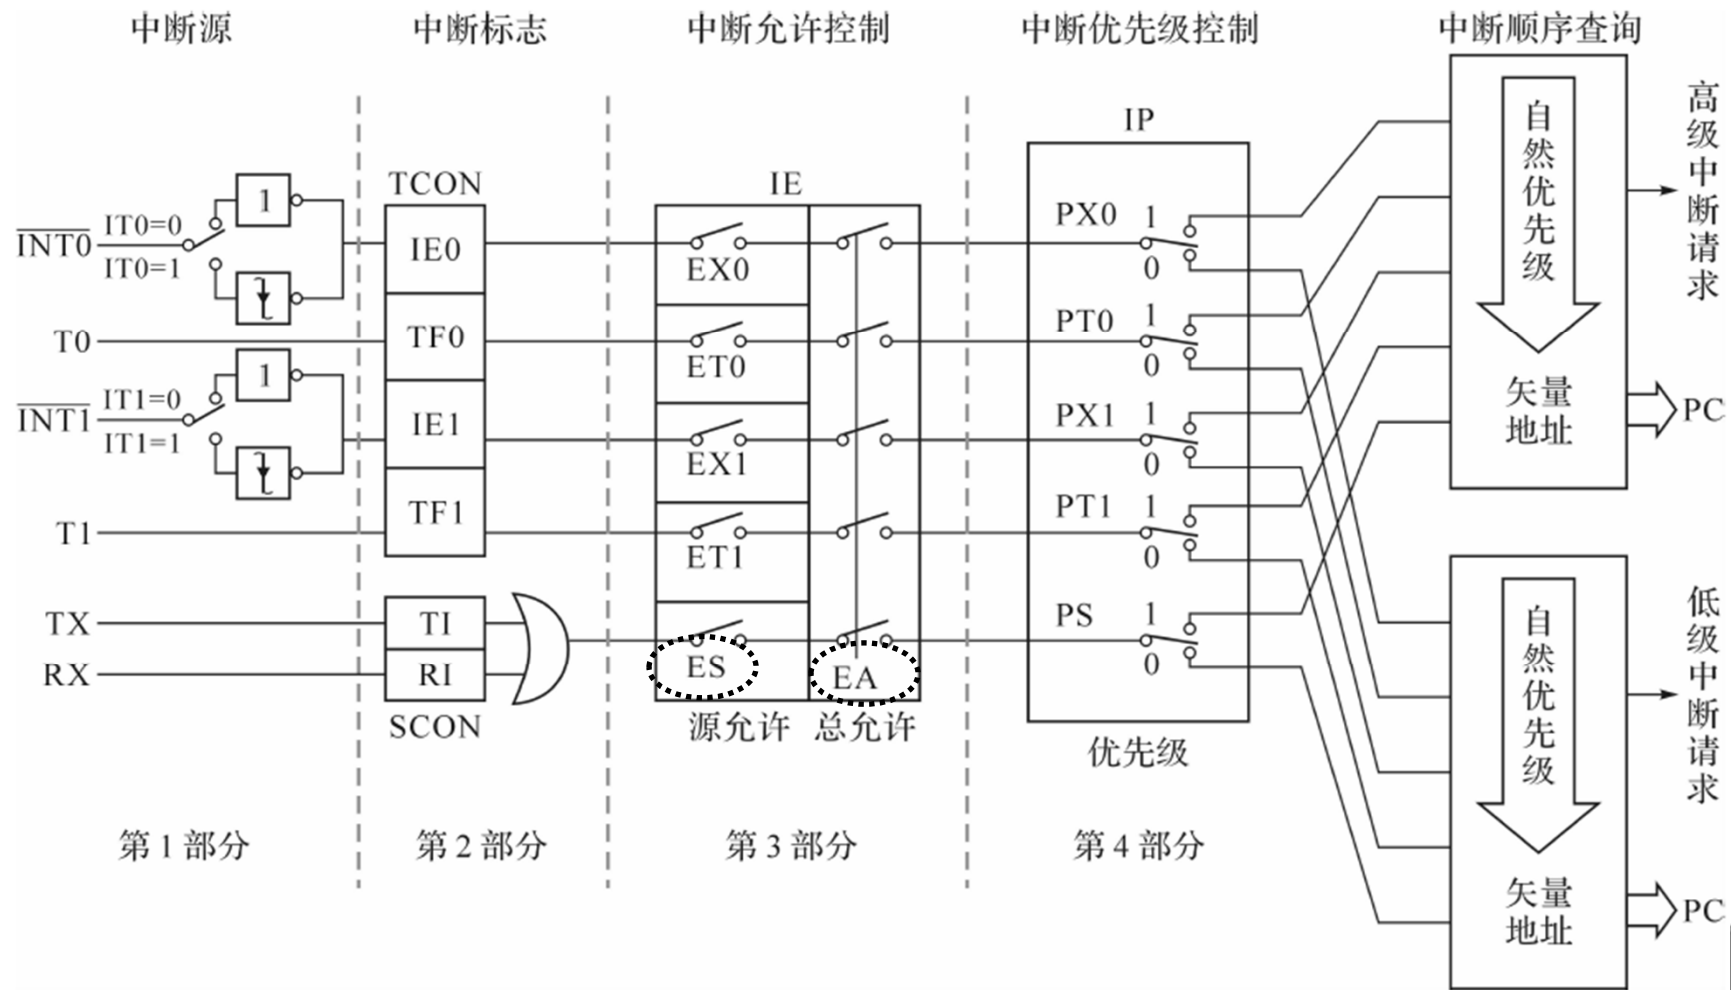 中断源
中断标志
中断允许控制
中断优先级控制
中断顺序查询
INT0
IT0=0
IT0=1
1
T0
INT1
IT1=0
IT1=1
1
T1
TX
RX
TCON
IE0
TF0
IE1
TF1
TI
RI
SCON
IE
EX0
ET0
EX1
ET1
ES
EA
源允许
总允许
IP
PX0
1
0
PT0
1
0
PX1
1
0
PT1
1
0
PS
1
0
优先级
自然优先级
矢量
地址
高级中断请求
PC
自然优先级
矢量
地址
低级中断请求
PC
第1部分
第2部分
第3部分
第4部分